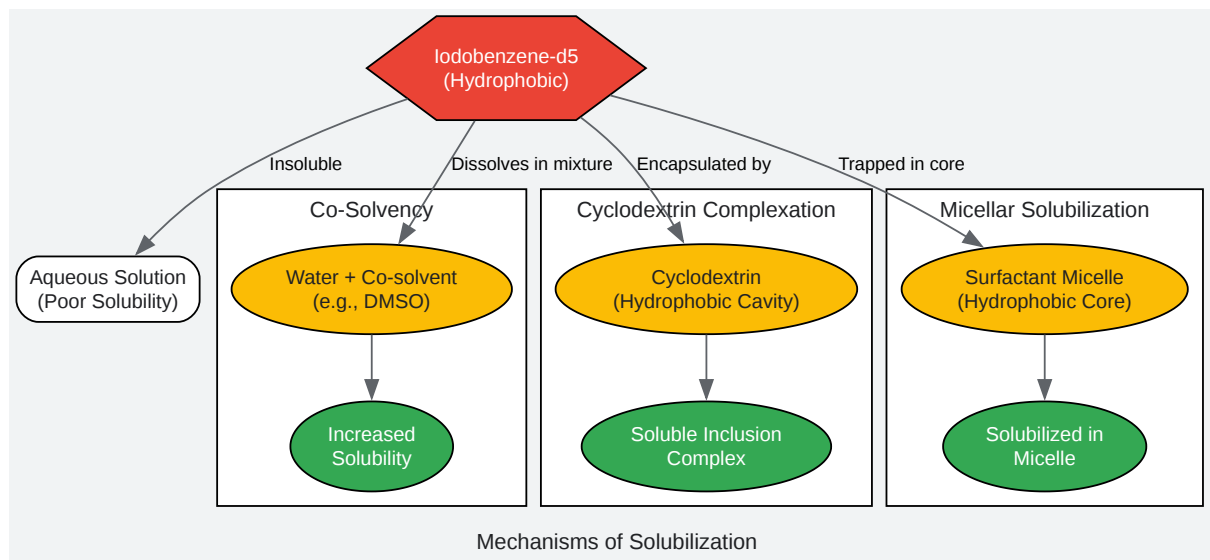 Iodobenzene-d5
(Hydrophobic)
Insoluble
Dissolves in mixture
Encapsulated by
Trapped in core
Co-Solvency
Cyclodextrin Complexation
Micellar Solubilization
Aqueous Solution
(Poor Solubility)
Water + Co-solvent
(e.g., DMSO)
Cyclodextrin
(Hydrophobic Cavity)
Surfactant Micelle
(Hydrophobic Core)
Increased
Solubility
Soluble Inclusion
Complex
Solubilized in
Micelle
Mechanisms of Solubilization